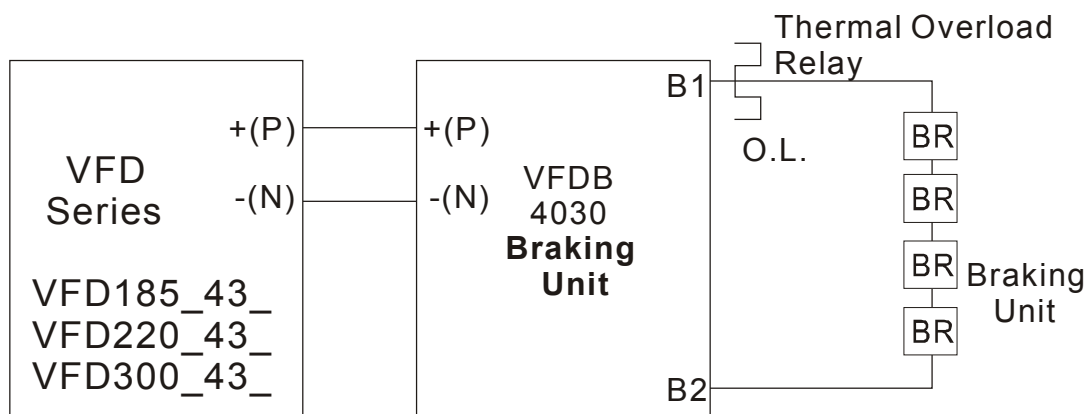 Thermal Overload
Relay
B1
O.L.
+(P)
-(N)
VFD
Series
VFD185_43_
VFD220_43_
VFD300_43_
+(P)
-(N)
VFDB
4030
Braking
Unit
B2
BR
BR
BR
BR
Braking
Unit